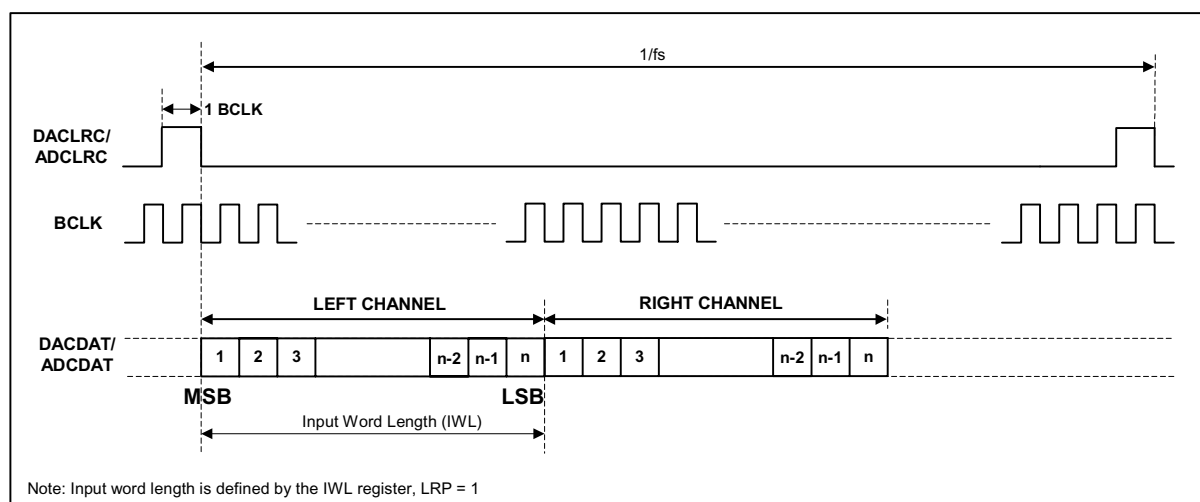 1/fs
1 BCLK
DACLRC/
ADCLRC
BCLK
LEFT CHANNEL
RIGHT CHANNEL
DACDAT/
ADCDAT
1 2 3 n-2 n-1 n 1 2 3 n-2 n-1 n
MSB LSB
Input Word Length (IWL)
Note: Input word length is defined by the IWL register, LRP = 1